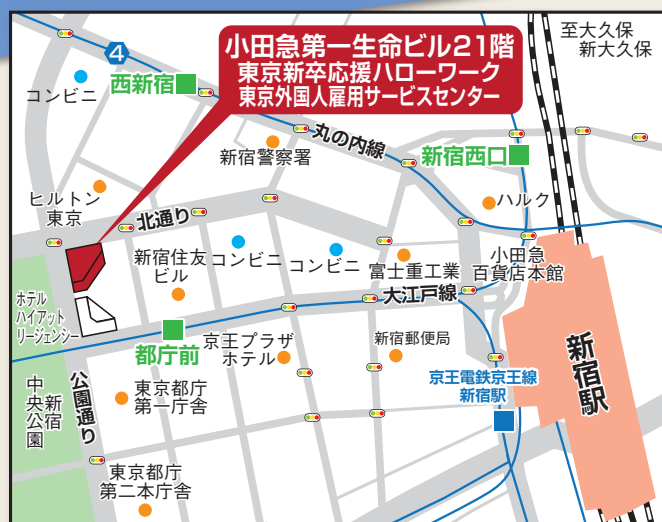 小田急第一生命ビル21階
東京新卒応援ハローワーク
東京外国人雇用サービスセンター
至大久保
新大久保
4
コンビニ
西新宿
丸の内線
新宿警察署
新宿西口
ヒルトン
東京
北通り
ハルク
新宿住友
ビル
コンビニ
コンビニ
富士重工業
小田急
百貨店本館
大江戸線
ホテル
ハイアット
リージェンシー
都庁前
京王プラザ
ホテル
新宿郵便局
新宿駅
京王電鉄京王線
新宿駅
新宿
中央公園
公園通り
東京都庁
第一庁舎
東京都庁
第二本庁舎